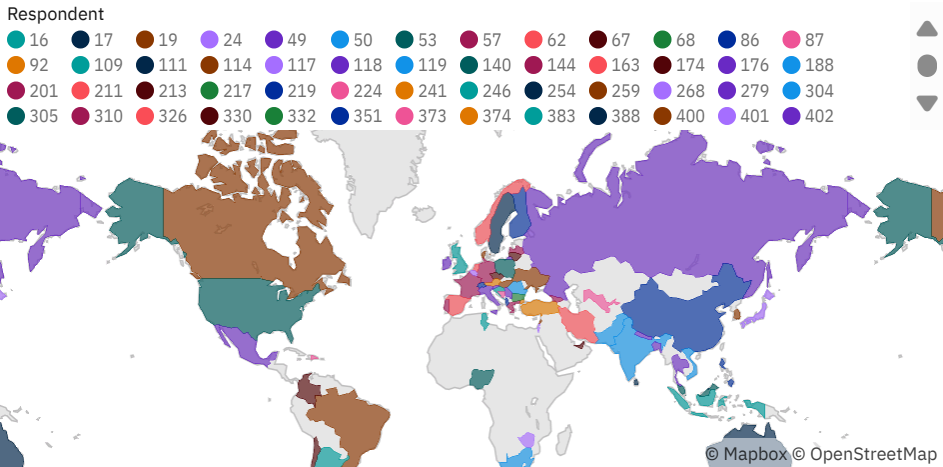 Respondent
16 17 19 24 49 50 53 57 62 67 68 86 87
92 109 111 114 117 118 119 140 144 163 174 176 188
201 211 213 217 219 224 241 246 254 259 268 279 304
305 310 326 330 332 351 373 374 383 388 400 401 402
© Mapbox © OpenStreetMap